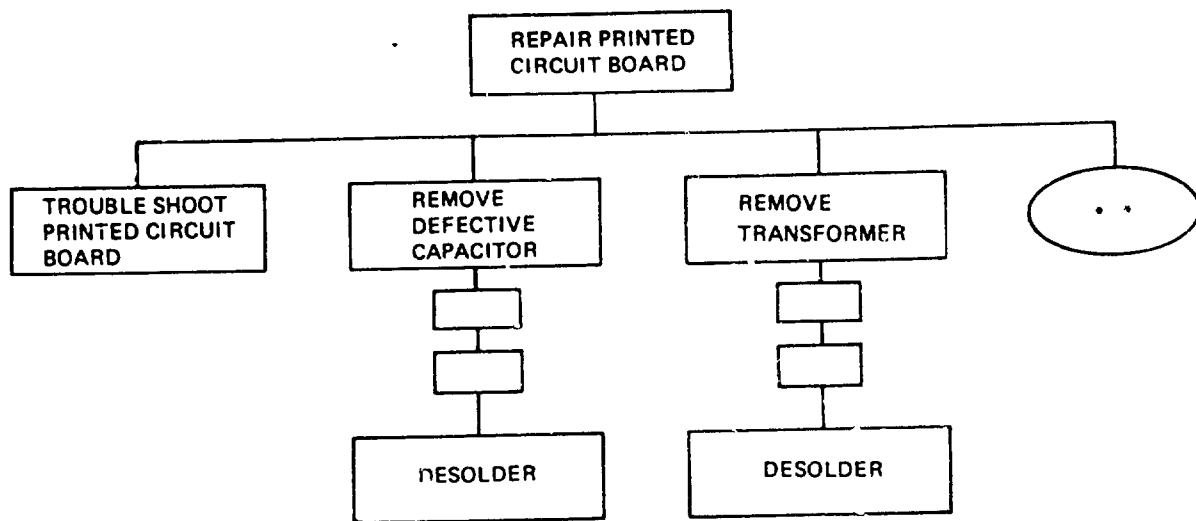 REPAIR PRINTED
CIRCUIT BOARD
TROUBLE SHOOT
PRINTED CIRCUIT
BOARD
REMOVE
DEFECTIVE
CAPACITOR
REMOVE
TRANSFORMER
DESOLDER
DESOLDER